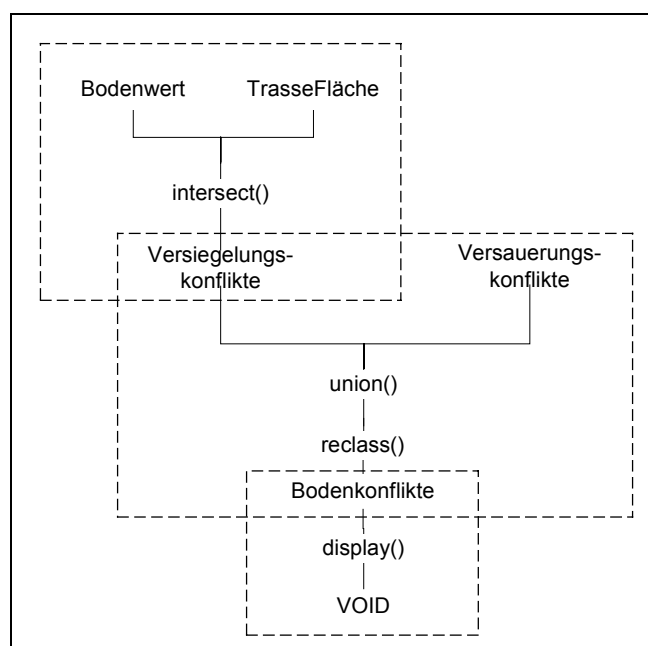 Bodenwert
TrasseFläche
intersect()
Versiegelungs-
konflikte
Versauerungs-
konflikte
union()
reclass()
Bodenkonflikte
display()
VOID